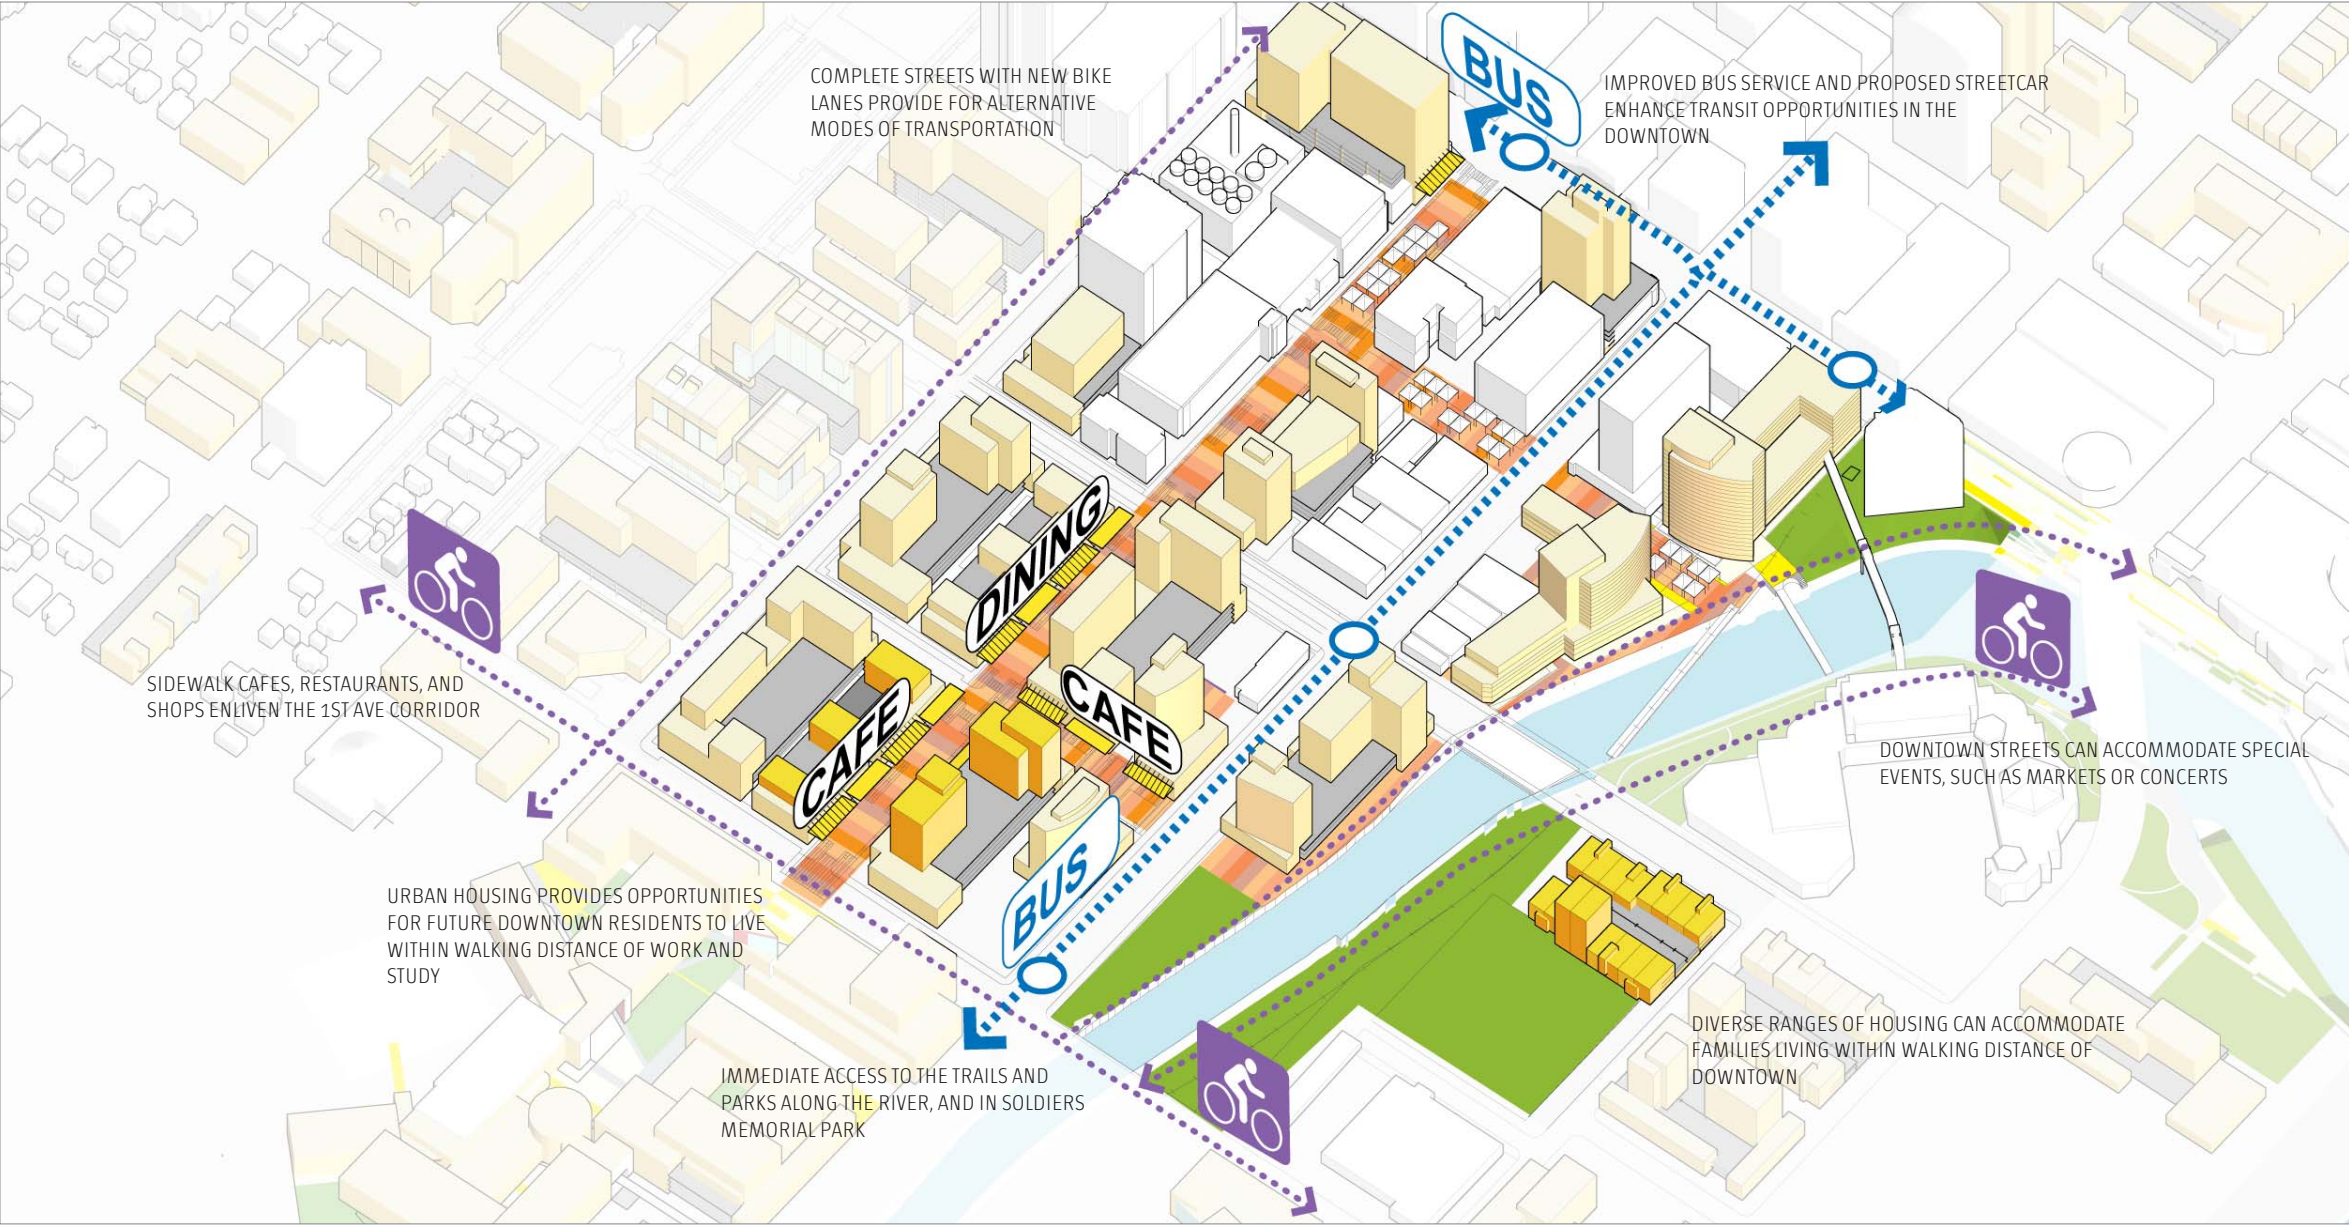 COMPLETE STREETS WITH NEW BIKE
LANES PROVIDE FOR ALTERNATIVE
MODES OF TRANSPORTATION
BUS
IMPROVED BUS SERVICE AND PROPOSED STREETCAR
ENHANCE TRANSIT OPPORTUNITIES IN THE
DOWNTOWN
DINING
SIDEWALK CAFES, RESTAURANTS, AND
SHOPS ENLIVEN THE 1ST AVE CORRIDOR
CAFE
CAFE
DOWNTOWN STREETS CAN ACCOMMODATE SPECIAL
EVENTS, SUCH AS MARKETS OR CONCERTS
URBAN HOUSING PROVIDES OPPORTUNITIES
FOR FUTURE DOWNTOWN RESIDENTS TO LIVE
WITHIN WALKING DISTANCE OF WORK AND
STUDY
BUS
IMMEDIATE ACCESS TO THE TRAILS AND
PARKS ALONG THE RIVER, AND IN SOLDIERS
MEMORIAL PARK
DIVERSE RANGES OF HOUSING CAN ACCOMMODATE
FAMILIES LIVING WITHIN WALKING DISTANCE OF
DOWNTOWN